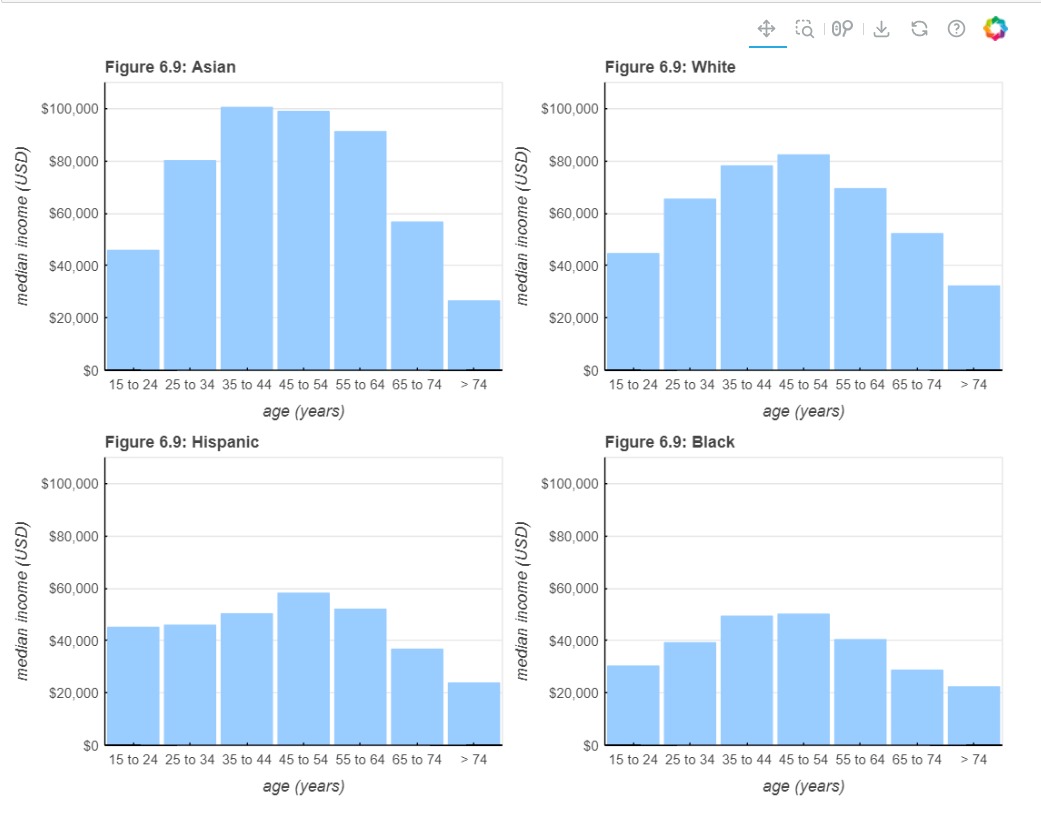 Figure 6.9: Asian
$100,000
$80,000
$60,000
$40,000
$20,000
$0
median income (USD)
15 to 24 25 to 34 35 to 44 45 to 54 55 to 64 65 to 74 > 74
age (years)
Figure 6.9: White
$100,000
$80,000
$60,000
$40,000
$20,000
$0
median income (USD)
15 to 24 25 to 34 35 to 44 45 to 54 55 to 64 65 to 74 > 74
age (years)
Figure 6.9: Hispanic
$100,000
$80,000
$60,000
$40,000
$20,000
$0
median income (USD)
15 to 24 25 to 34 35 to 44 45 to 54 55 to 64 65 to 74 > 74
age (years)
Figure 6.9: Black
$100,000
$80,000
$60,000
$40,000
$20,000
$0
median income (USD)
15 to 24 25 to 34 35 to 44 45 to 54 55 to 64 65 to 74 > 74
age (years)